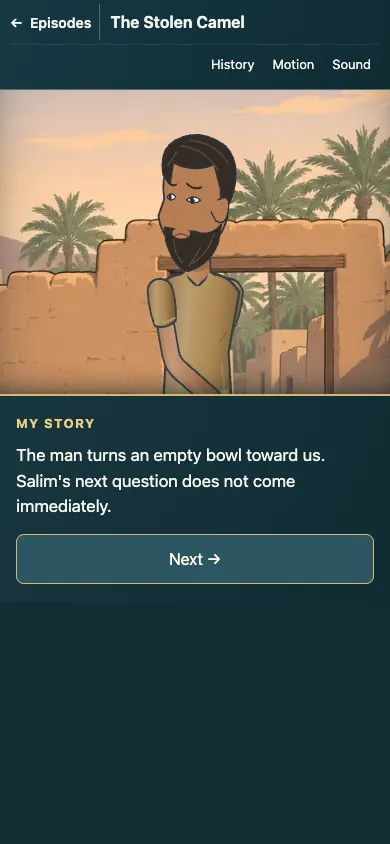 ← Episodes
The Stolen Camel
History Motion Sound
MY STORY
The man turns an empty bowl toward us.
Salim's next question does not come
immediately.
Next →